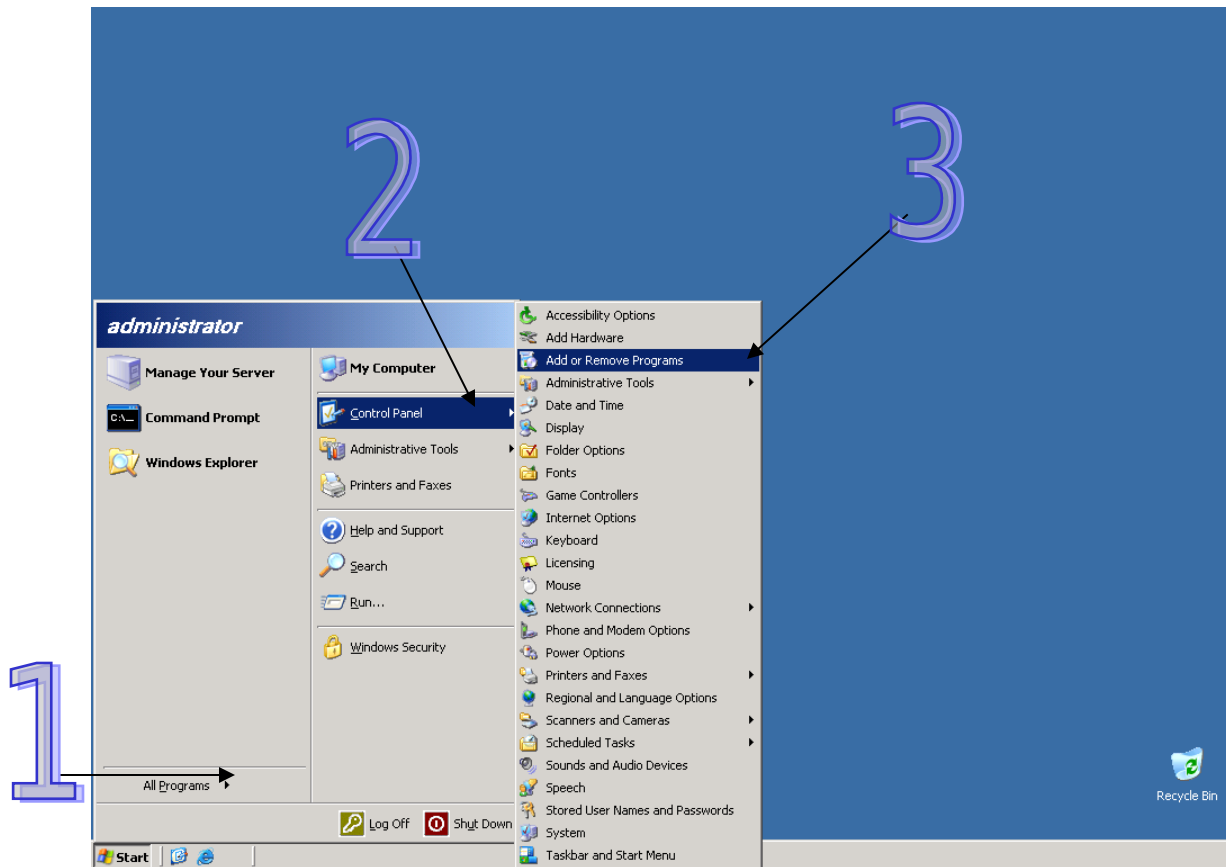 2
3
administrator
Manage Your Server
C:\_
Command Prompt
Windows Explorer
My Computer
Control Panel
Administrative Tools
Printers and Faxes
Help and Support
Search
Run...
Windows Security
Accessibility Options
Add Hardware
Add or Remove Programs
Administrative Tools
Date and Time
Display
Folder Options
Fonts
Game Controllers
Internet Options
Keyboard
Licensing
Mouse
Network Connections
Phone and Modem Options
Power Options
Printers and Faxes
Regional and Language Options
Scanners and Cameras
Scheduled Tasks
Sounds and Audio Devices
Speech
Stored User Names and Passwords
System
Taskbar and Start Menu
1
All Programs
Log Off
Shut Down
Start
Recycle Bin